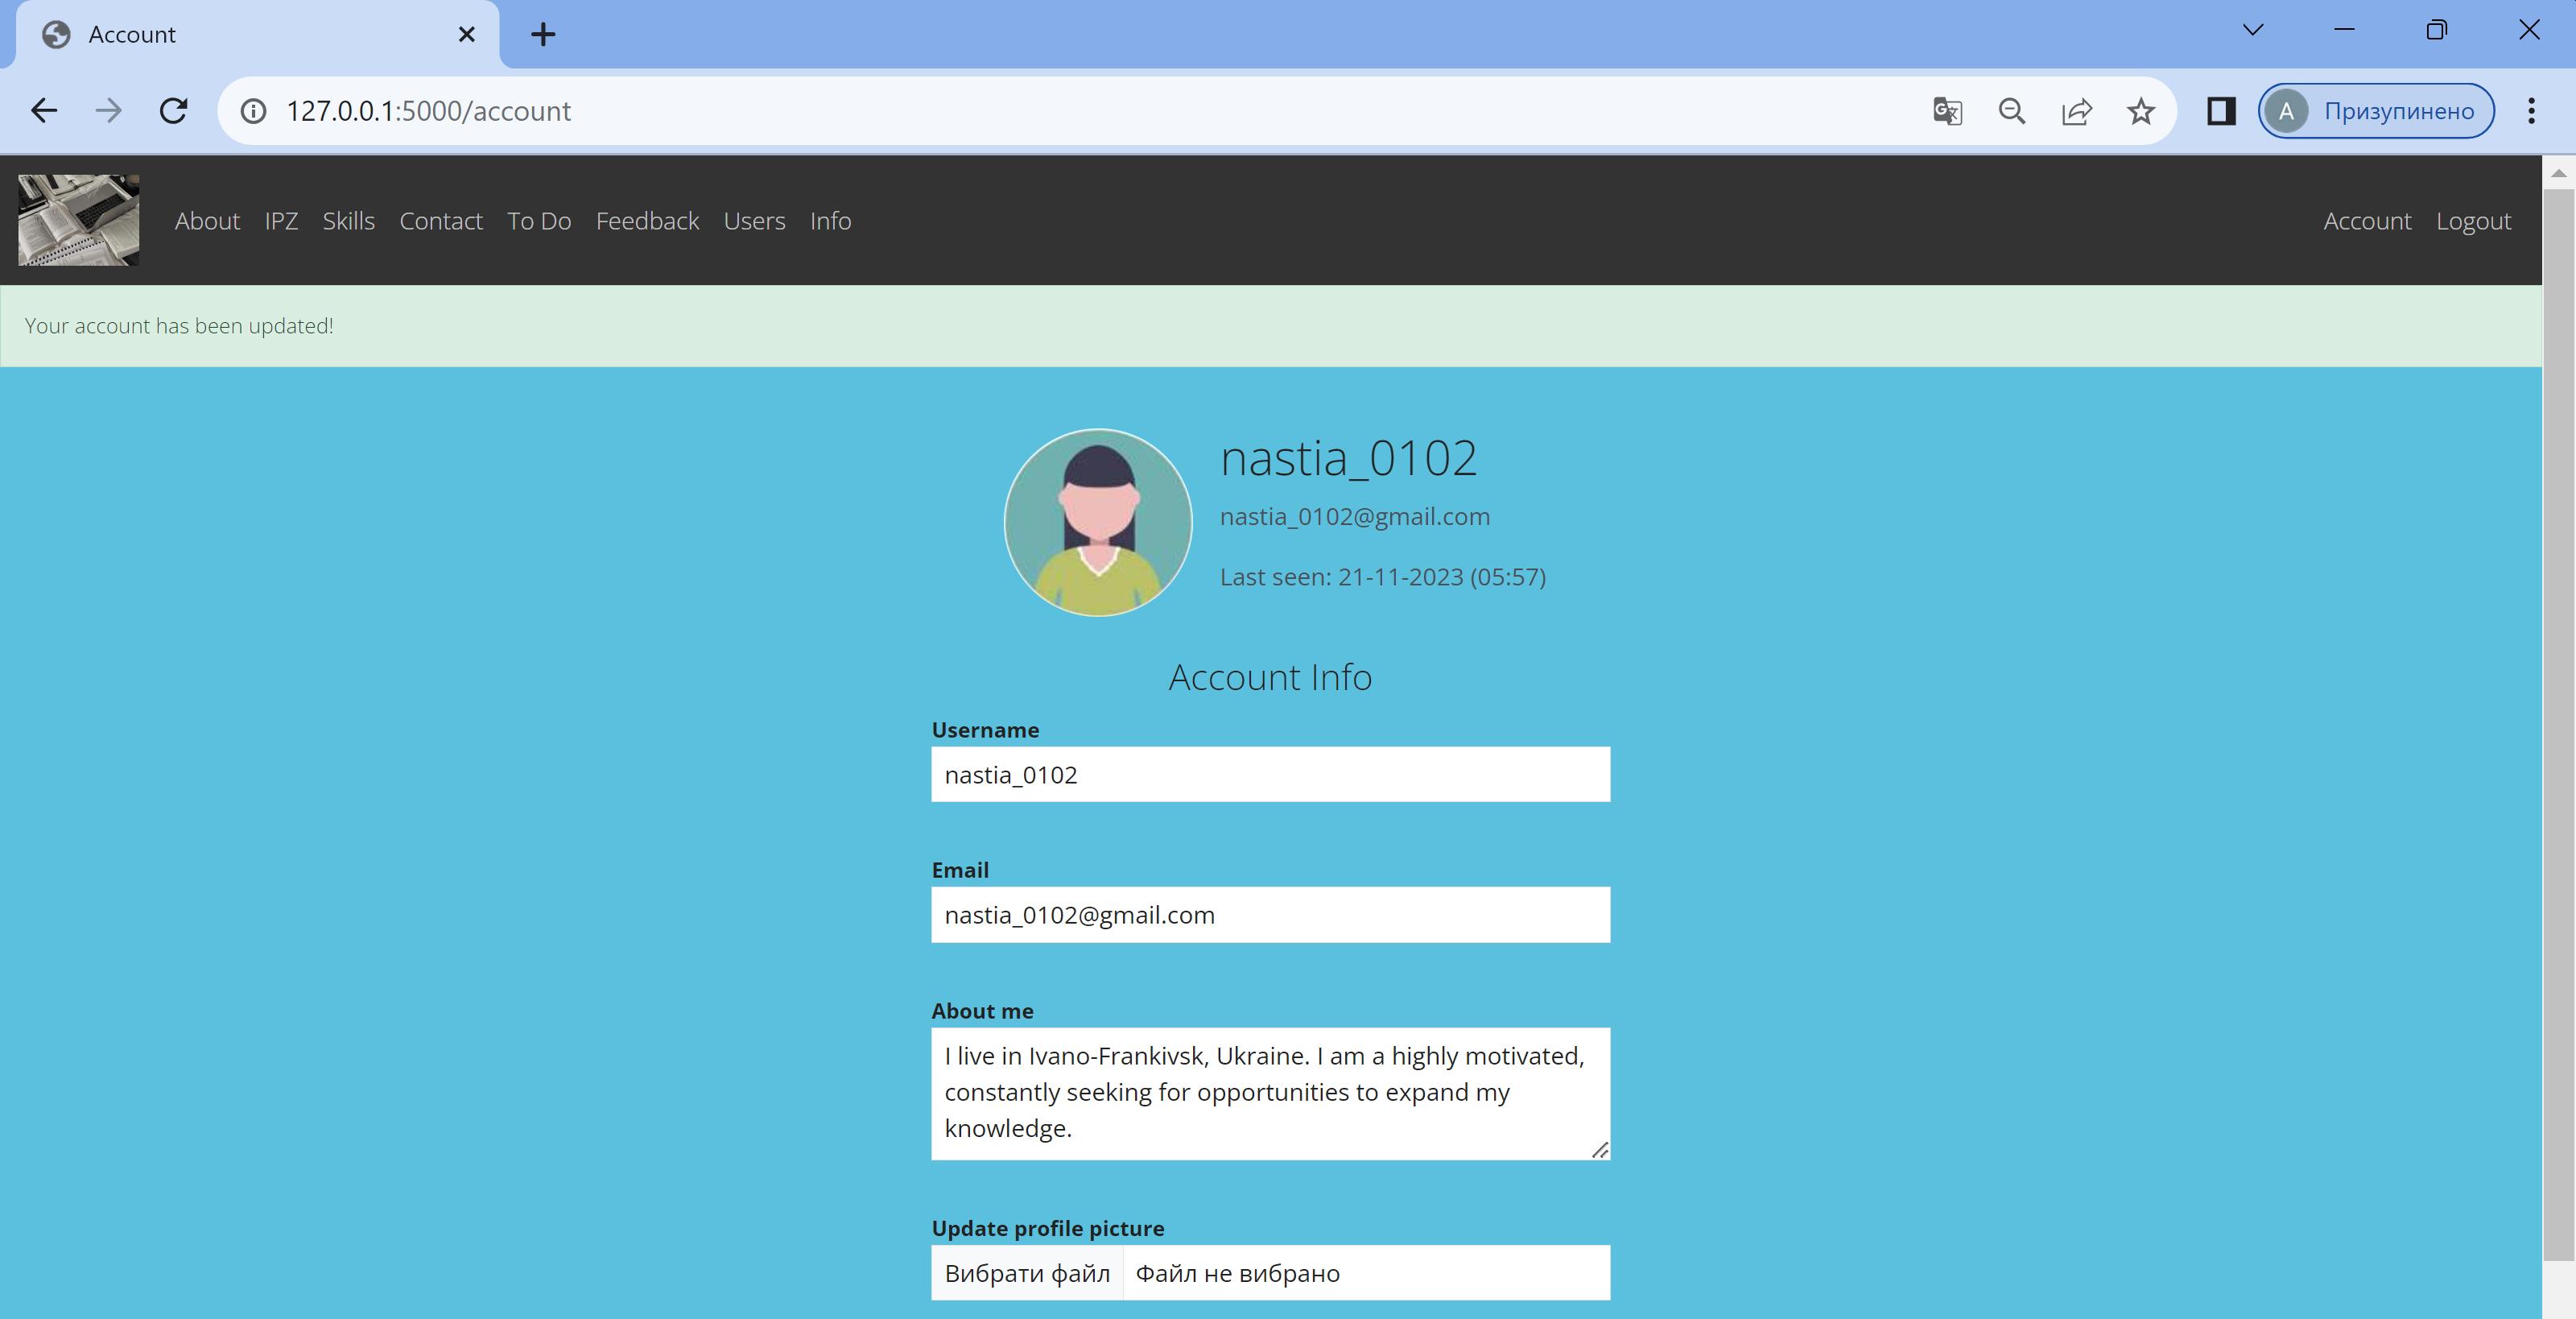 Account
127.0.0.1:5000/account
A Призупинено
About IPZ Skills Contact To Do Feedback Users Info Account Logout
Your account has been updated!
nastia_0102
nastia_0102@gmail.com
Last seen: 21-11-2023 (05:57)
Account Info
Username
nastia_0102
Email
nastia_0102@gmail.com
About me
I live in Ivano-Frankivsk, Ukraine. I am a highly motivated,
constantly seeking for opportunities to expand my
knowledge.
Update profile picture
Вибрати файл Файл не вибрано